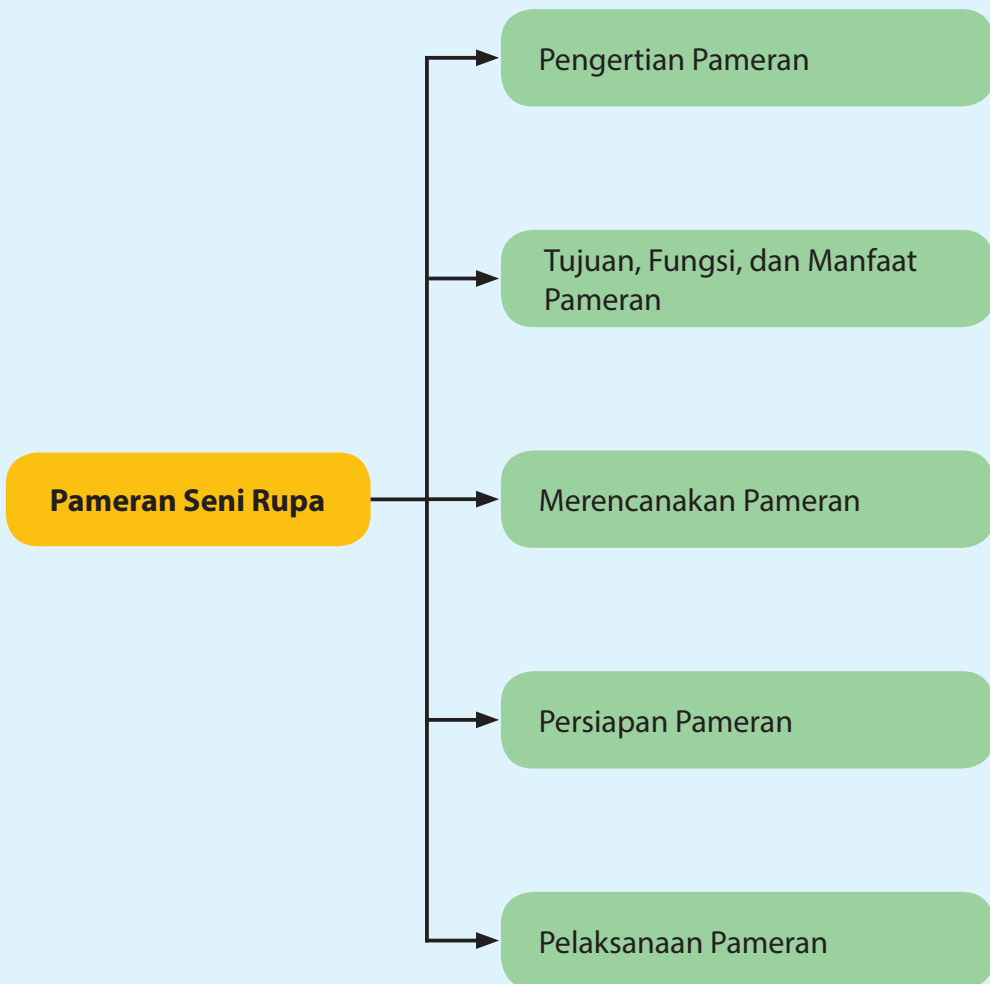 Pengertian Pameran
Tujuan, Fungsi, dan Manfaat
Pameran
Pameran Seni Rupa
Merencanakan Pameran
Persiapan Pameran
Pelaksanaan Pameran